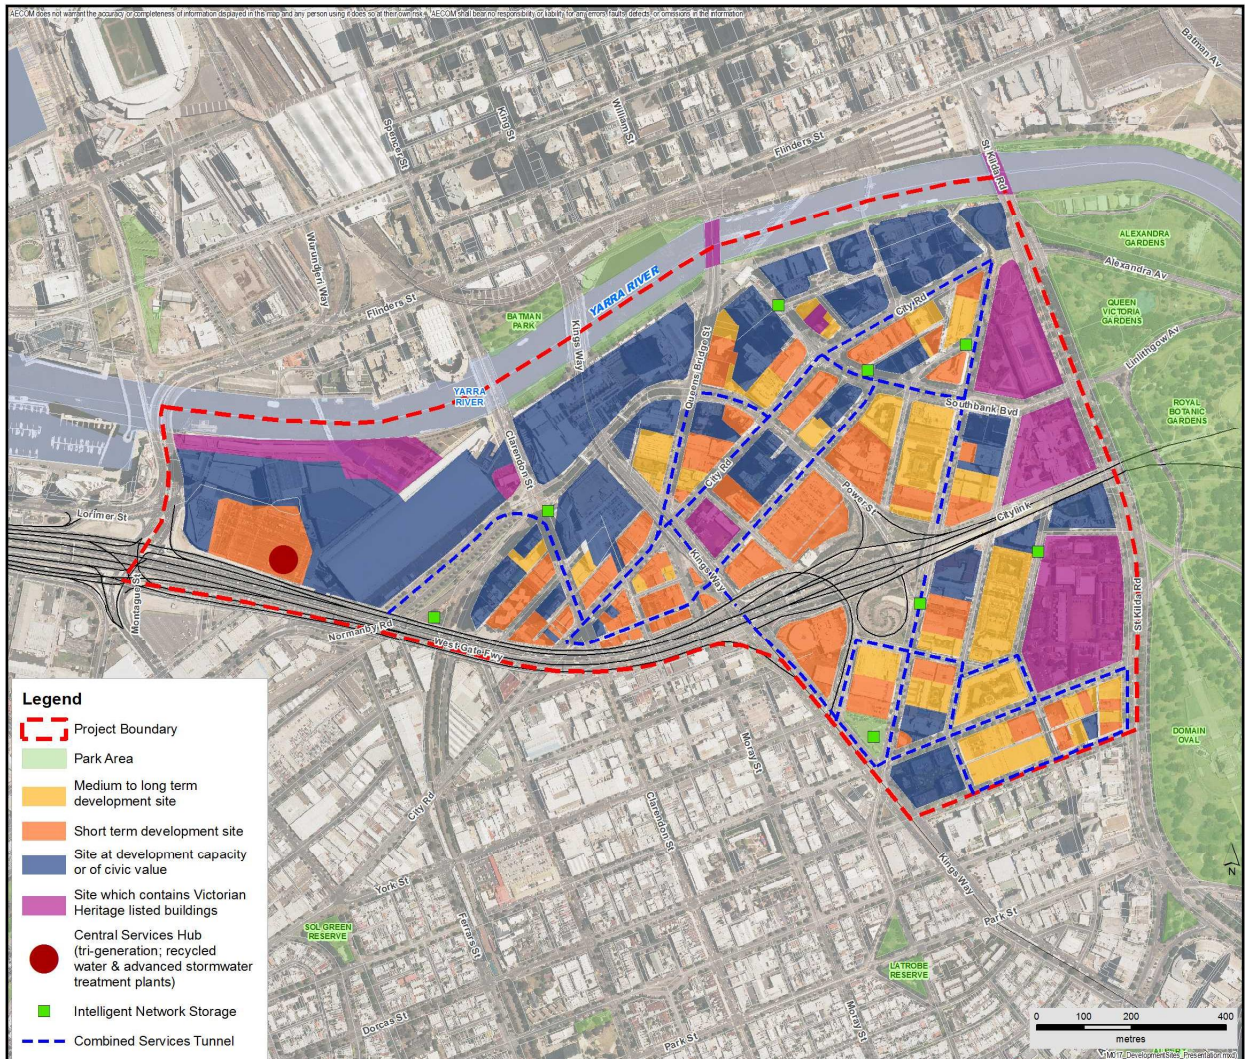 AECOM does not warrant the accuracy or completeness of information displayed in this map and any person using it does so at their own risk. AECOM shall bear no responsibility or liability for any errors, faults, defects, or omissions in the information
Batman Av
King St
William St
Spencer St
Flinders St
St Kilda Rd
Wurundjeri Way
Flinders St
BATMAN
PARK
YARRA RIVER
Kings Way
YARRA
RIVER
Queens Bridge St
City Rd
ALEXANDRA
GARDENS
Alexandra Av
QUEEN
VICTORIA
GARDENS
Linlithgow Av
ROYAL
BOTANIC
GARDENS
Southbank Bvd
Clarendon St
City Rd
Power St
Citylink
Lorimer St
Montague St
Kings Way
Normanby Rd
West Gate Fwy
St Kilda Rd
DOMAIN
OVAL
Moray St
Clarendon St
City Rd
Kings Way
York St
Ferrars St
Park St
SOL GREEN
RESERVE
LATROBE
RESERVE
Dorcas St
Park St
Moray St
Legend
Project Boundary
Park Area
Medium to long term
development site
Short term development site
Site at development capacity
or of civic value
Site which contains Victorian
Heritage listed buildings
Central Services Hub
(tri-generation; recycled
water & advanced stormwater
treatment plants)
Intelligent Network Storage
Combined Services Tunnel
N
0 100 200 400
metres
M017_DevelopmentSites_Presentation.mxd